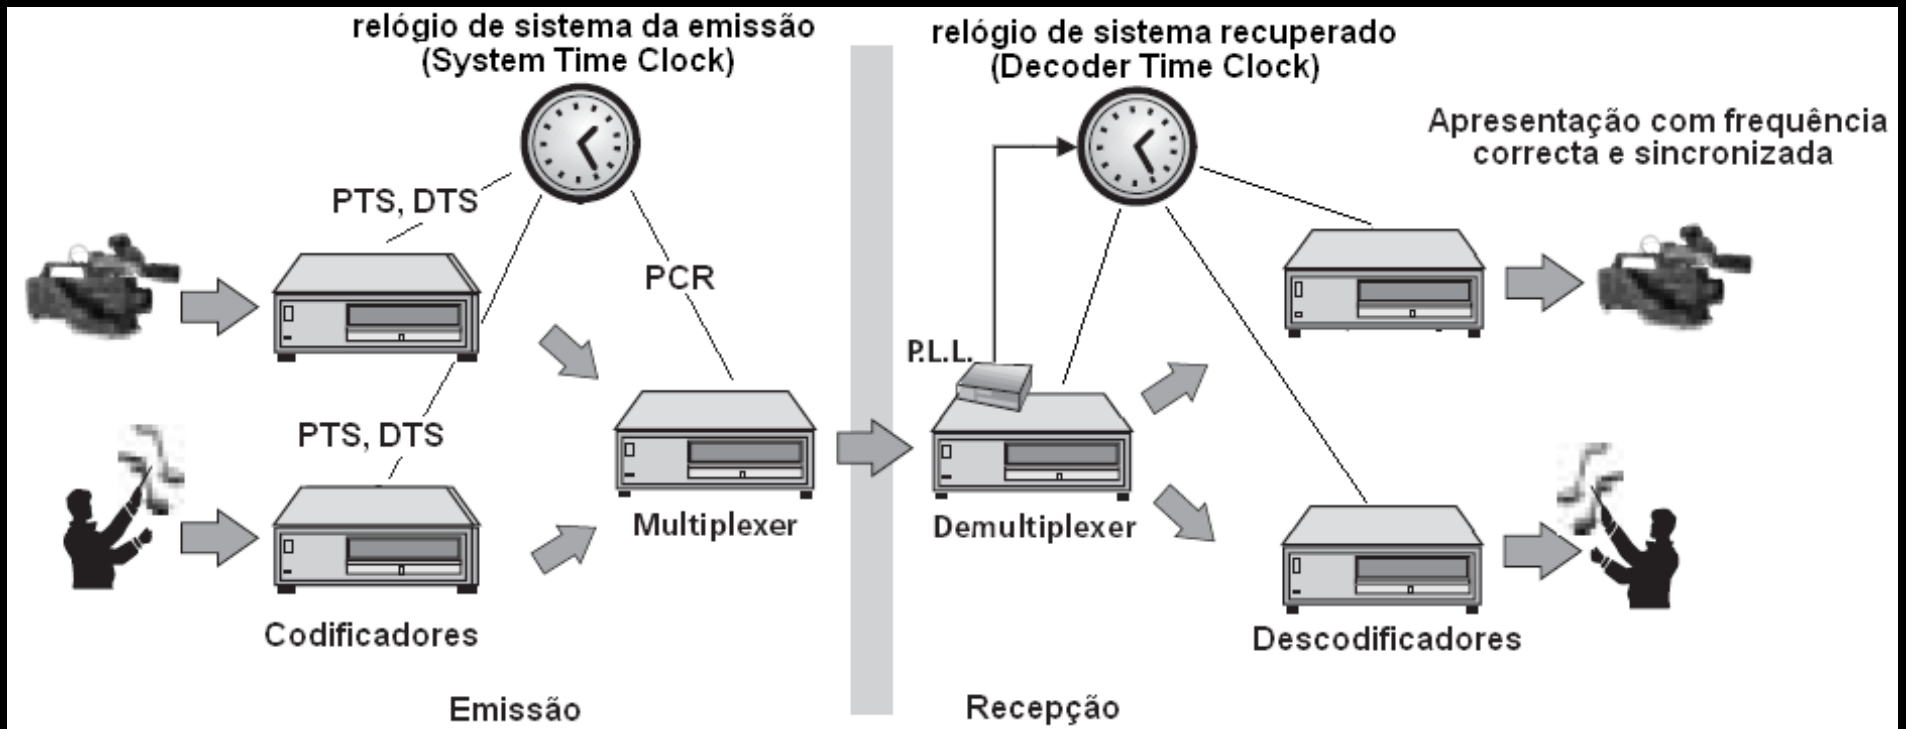 relógio de sistema da emissão
(System Time Clock)
relógio de sistema recuperado
(Decoder Time Clock)
Apresentação com frequência
correcta e sincronizada
PTS, DTS
PCR
P.L.L.
PTS, DTS
Multiplexer
Demultiplexer
Codificadores
Descodificadores
Emissão
Recepção